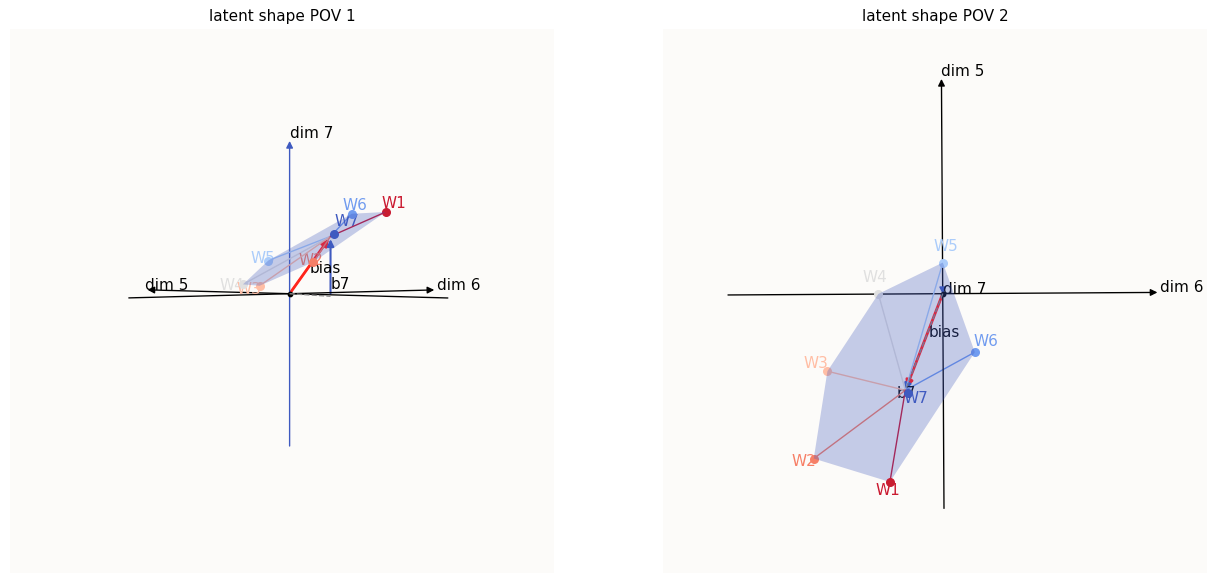 latent shape POV 1
dim 7
W6
W1
W7
W5
bias
dim 5
W4
W3
b7
dim 6
latent shape POV 2
dim 5
W5
W4
dim 7
dim 6
bias
W6
W3
b7
W7
W2
W1